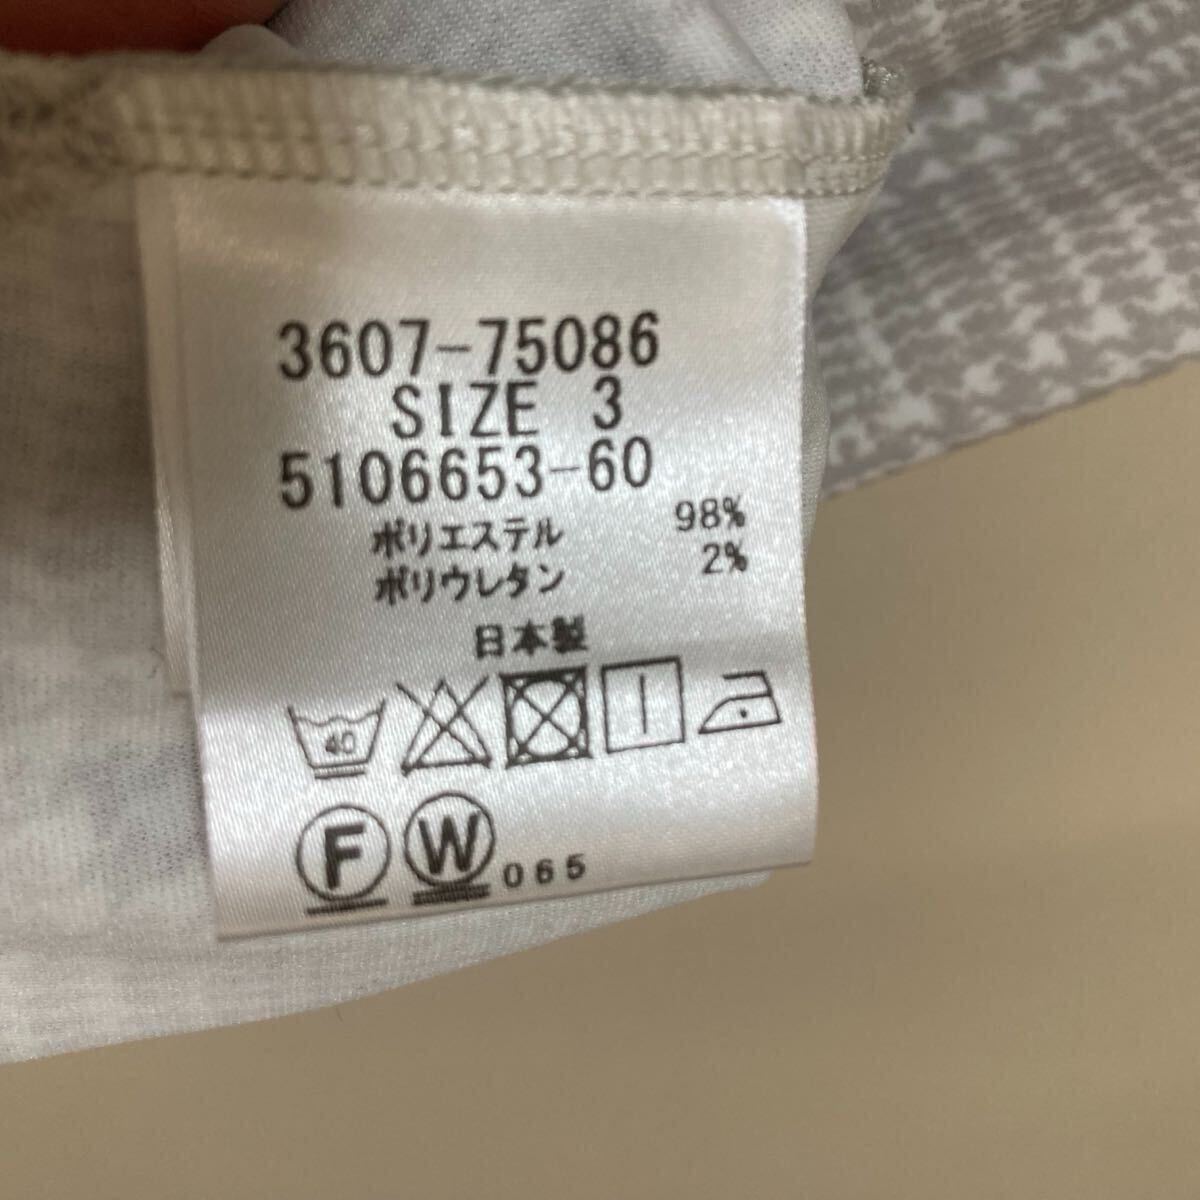 3607-75086
SIZE 3
5106653-60
ポリエステル 98%
ポリウレタン 2%
日本製
40
F W 065